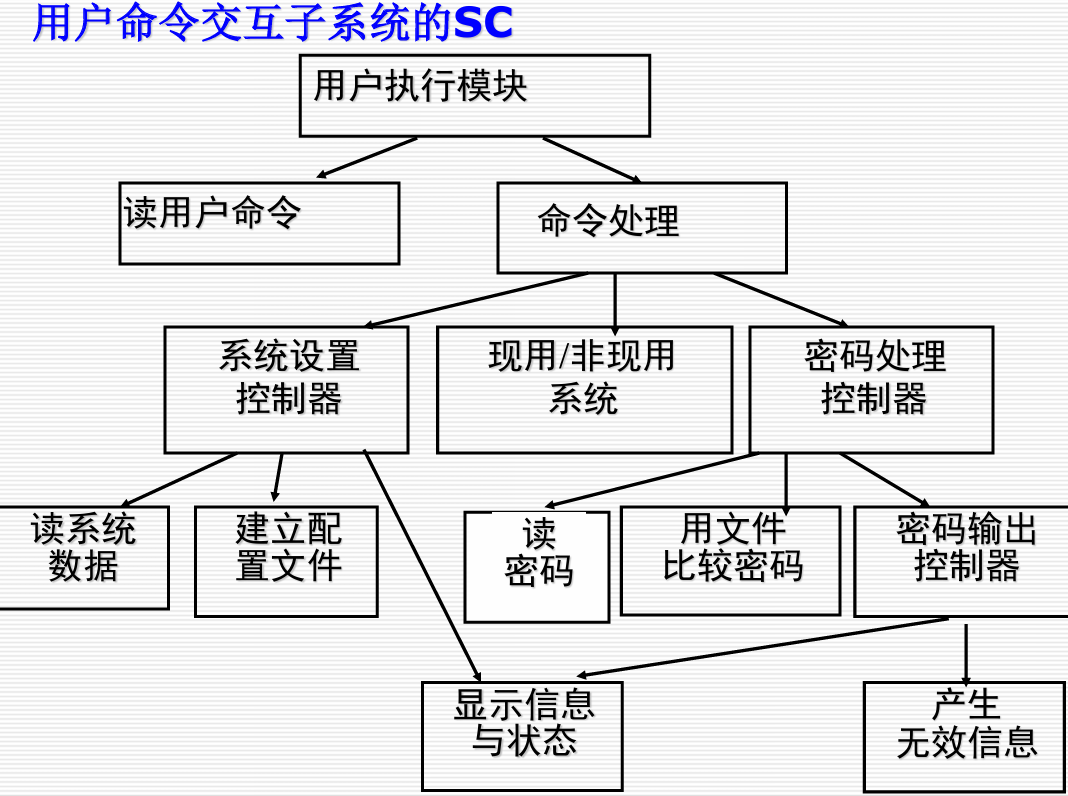 用户命令交互子系统的SC
用户执行模块
读用户命令
命令处理
系统设置
控制器
现用/非现用
系统
密码处理
控制器
读系统
数据
建立配
置文件
读
密码
用文件
比较密码
密码输出
控制器
显示信息
与状态
产生
无效信息